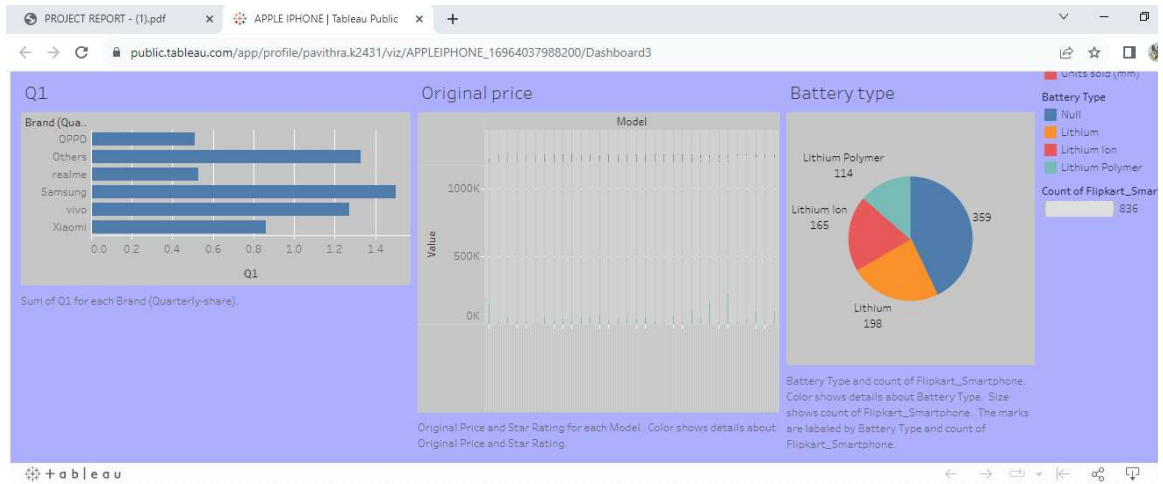 PROJECT REPORT - (1).pdf
APPLE IPHONE | Tableau Public
public.tableau.com/app/profile/pavithra.k2431/viz/APPLEIPHONE_16964037988200/Dashboard3
Q1
Brand (Qua..
OPPO
Others
realme
Samsung
vivo
Xiaomi
0.0 0.2 0.4 0.6 0.8 1.0 1.2 1.4
Q1
Sum of Q1 for each Brand (Quarterly-share).
Original price
Model
1000K
500K
0K
Value
Original Price and Star Rating for each Model. Color shows details about
Original Price and Star Rating.
Battery type
Lithium Polymer
114
Lithium Ion
165
359
Lithium
198
Battery Type and count of Flipkart_Smartphone.
Color shows details about Battery Type. Size
shows count of Flipkart_Smartphone. The marks
are labeled by Battery Type and count of
Flipkart_Smartphone.
Units sold (mm)
Battery Type
Null
Lithium
Lithium Ion
Lithium Polymer
Count of Flipkart_Smar
836
+ableau